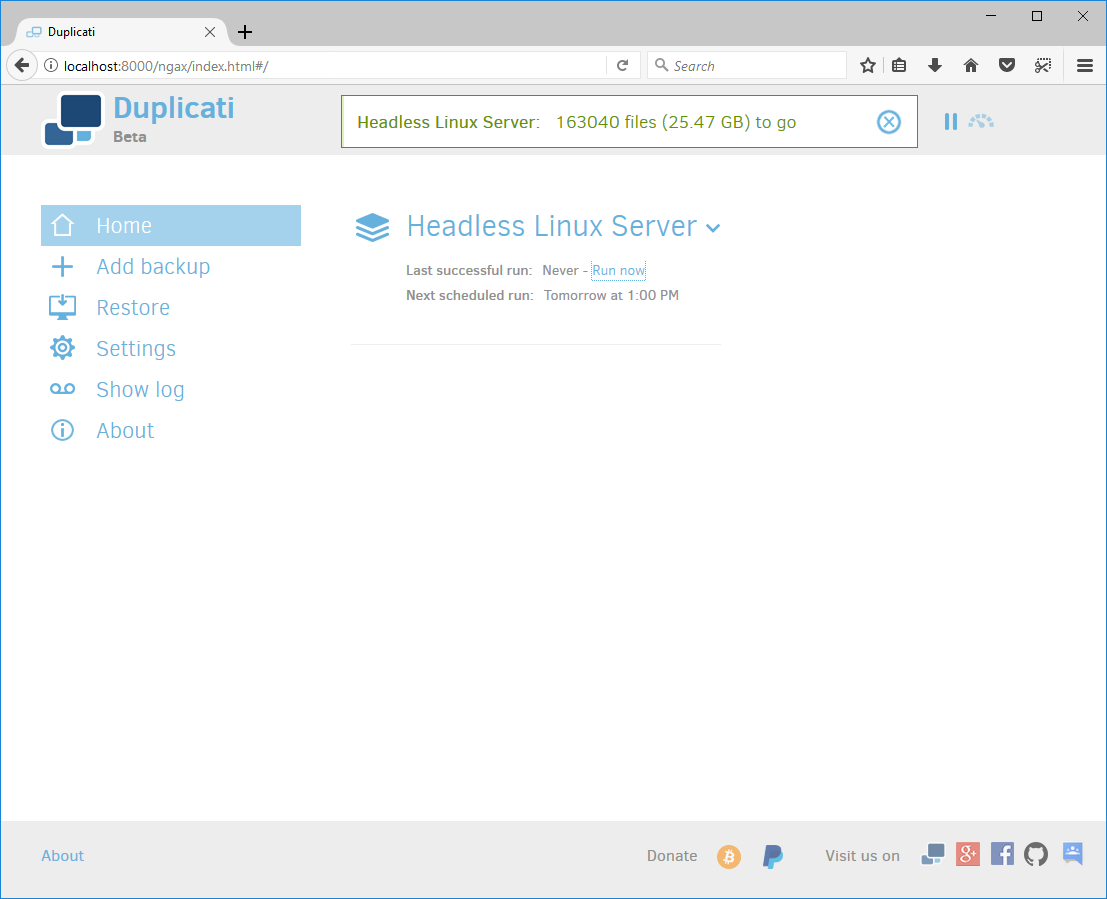 Duplicati
localhost:8000/ngax/index.html#/
Search
Duplicati
Beta
Headless Linux Server: 163040 files (25.47 GB) to go
Home
Add backup
Restore
Settings
Show log
About
Headless Linux Server
Last successful run: Never - Run now
Next scheduled run: Tomorrow at 1:00 PM
About
Donate
Visit us on